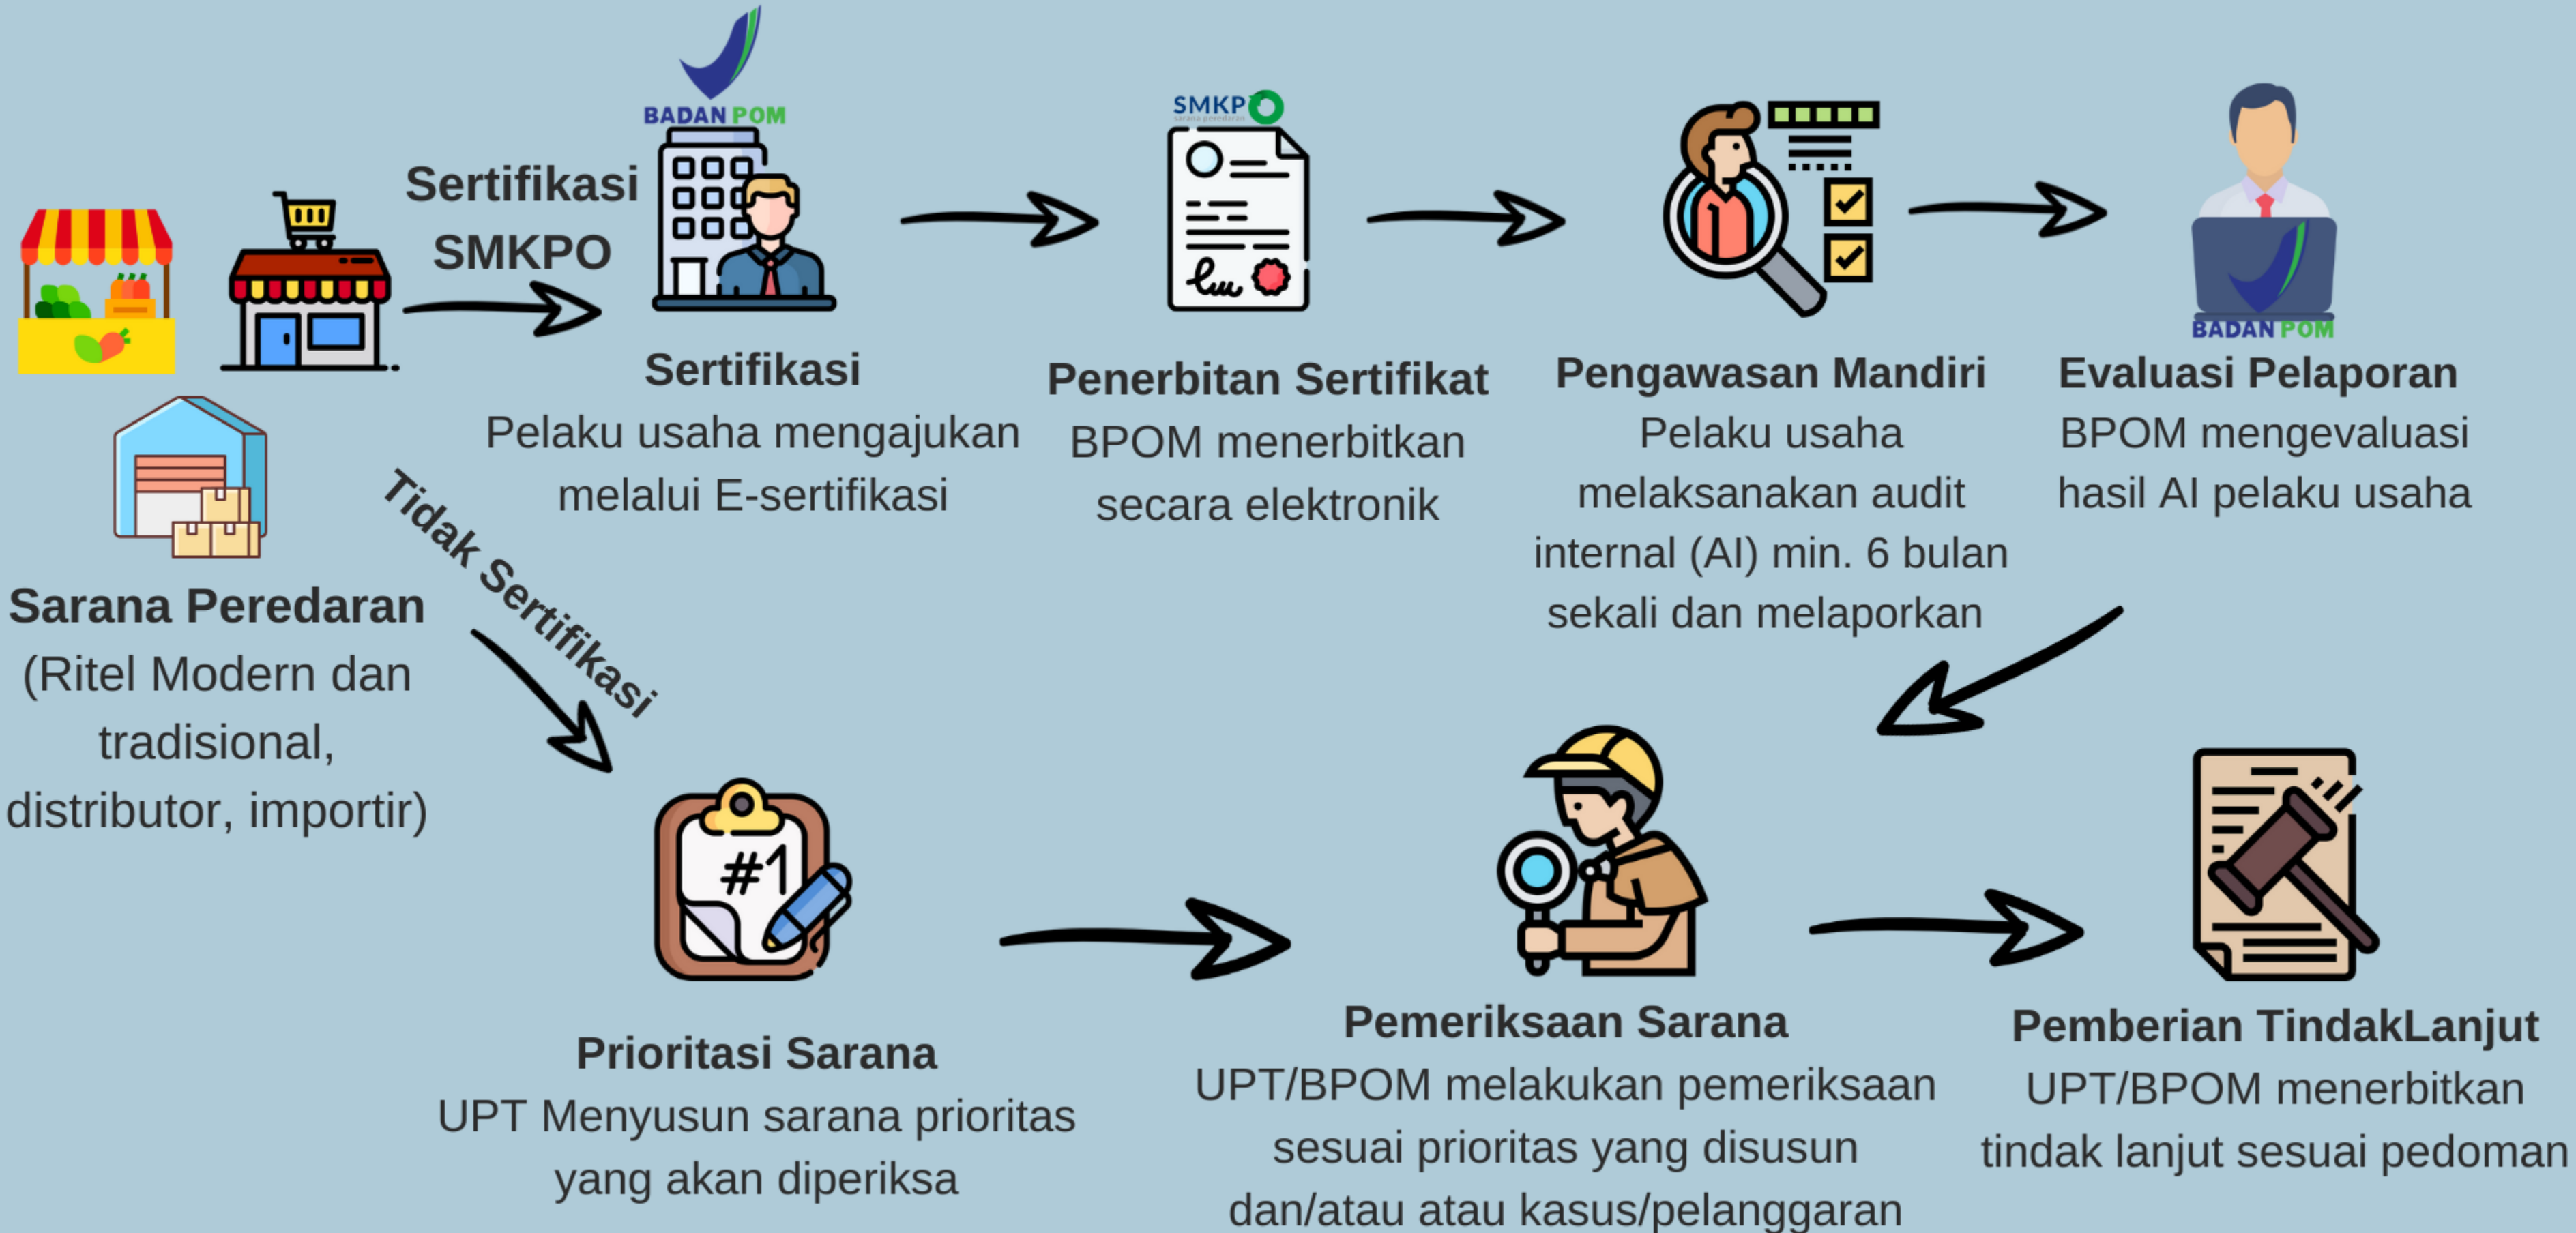 BADAN POM
Sertifikasi
SMKPO
SMKPO
sarana peredaran
BADAN POM
Sertifikasi
Pelaku usaha mengajukan
melalui E-sertifikasi
Penerbitan Sertifikat
BPOM menerbitkan
secara elektronik
Pengawasan Mandiri
Pelaku usaha
melaksanakan audit
internal (AI) min. 6 bulan
sekali dan melaporkan
Evaluasi Pelaporan
BPOM mengevaluasi
hasil AI pelaku usaha
Sarana Peredaran
(Ritel Modern dan
tradisional,
distributor, importir)
Tidak Sertifikasi
#1
Prioritasi Sarana
UPT Menyusun sarana prioritas
yang akan diperiksa
Pemeriksaan Sarana
UPT/BPOM melakukan pemeriksaan
sesuai prioritas yang disusun
dan/atau atau kasus/pelanggaran
Pemberian TindakLanjut
UPT/BPOM menerbitkan
tindak lanjut sesuai pedoman